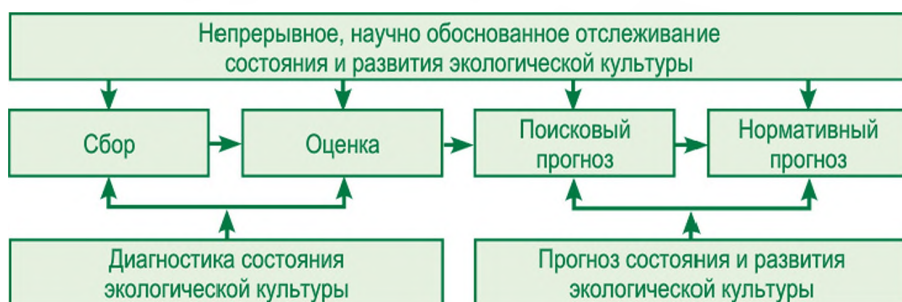 Непрерывное, научно обоснованное отслеживание
состояния и развития экологической культуры
Сбор
Оценка
Поисковый
прогноз
Нормативный
прогноз
Диагностика состояния
экологической культуры
Прогноз состояния и развития
экологической культуры